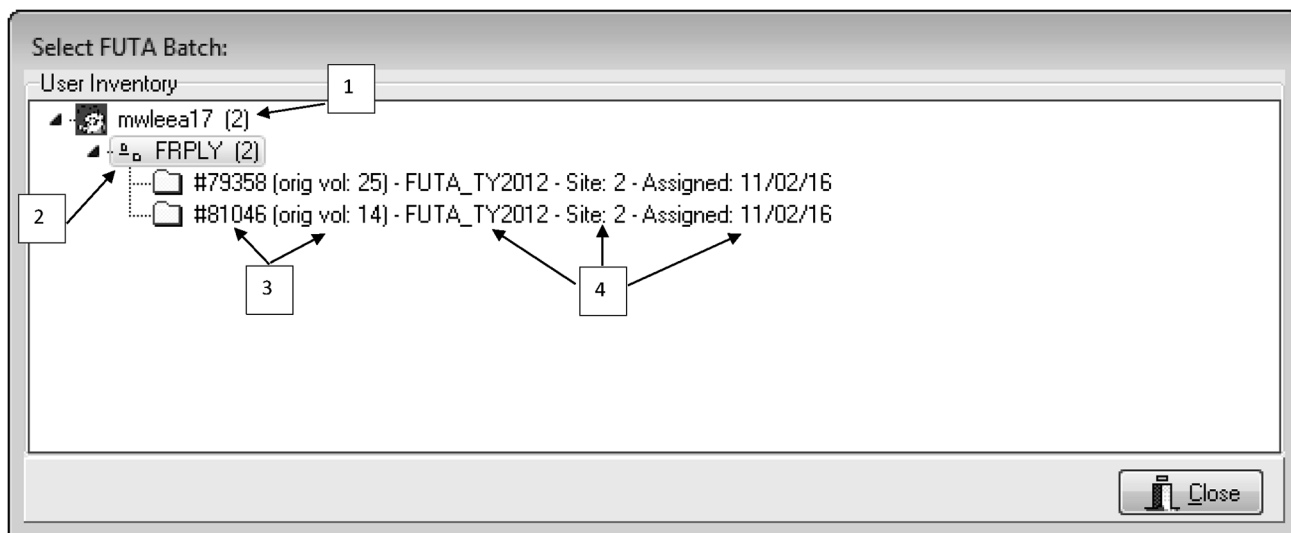 Select FUTA Batch:
User Inventory
1
mwleea17 (2)
FRPLY (2)
#79358 (orig vol: 25) - FUTA_TY2012 - Site: 2 - Assigned: 11/02/16
2
#81046 (orig vol: 14) - FUTA_TY2012 - Site: 2 - Assigned: 11/02/16
3
4
Close